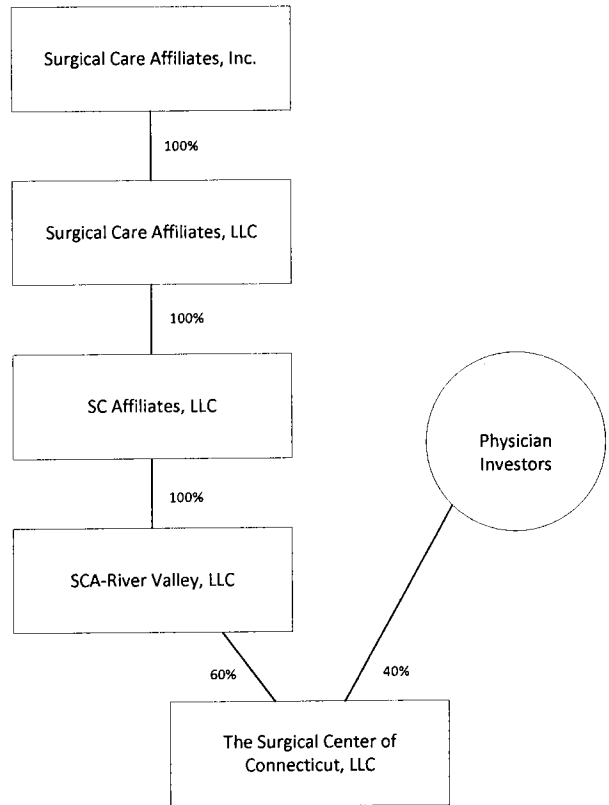 Surgical Care Affiliates, Inc.
100%
Surgical Care Affiliates, LLC
100%
SC Affiliates, LLC
Physician
Investors
100%
SCA-River Valley, LLC
60%
40%
The Surgical Center of
Connecticut, LLC